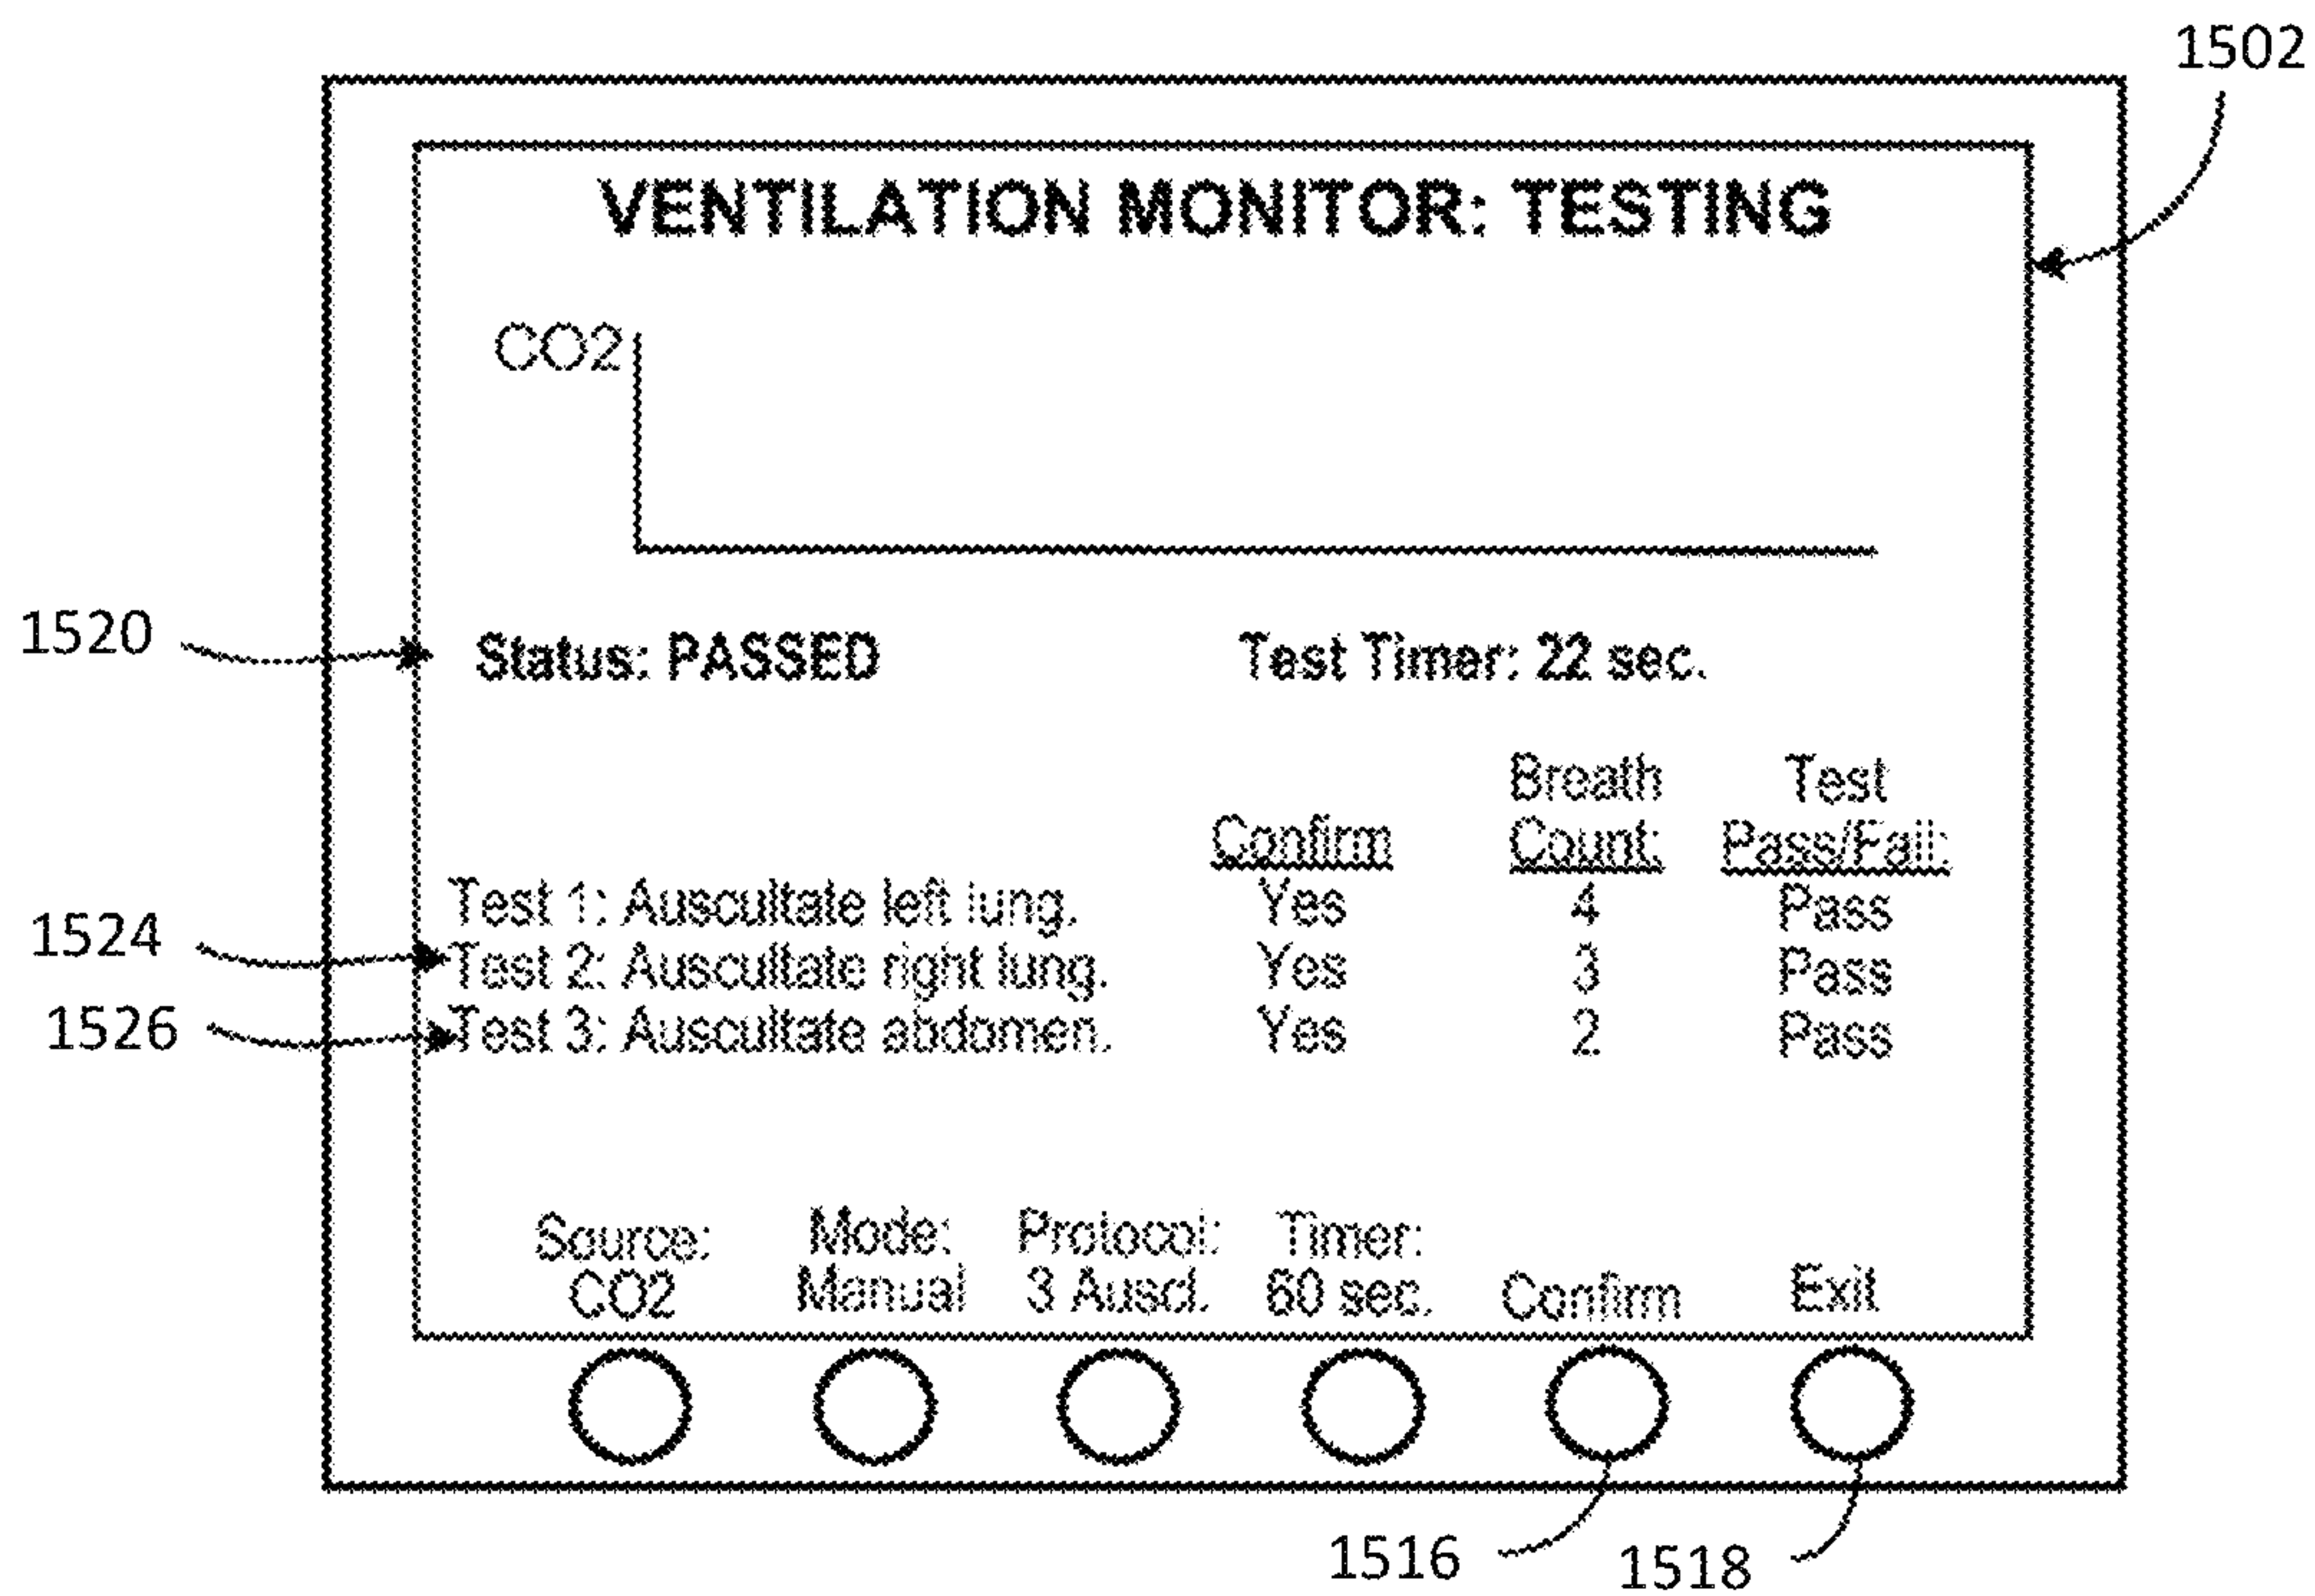 1502
VENTILATION MONITOR: TESTING
CO2
1520
Status: PASSED
Test Timer: 22 sec.
Breath Test
Confirm Count: Pass/Fail:
Test 1: Auscultate left lung. Yes 4 Pass
1524
Test 2: Auscultate right lung. Yes 3 Pass
1526
Test 3: Auscultate abdomen. Yes 2 Pass
Source: Mode: Protocol: Timer:
CO2 Manual 3 Auscl. 60 sec. Confirm Exit
1516
1518